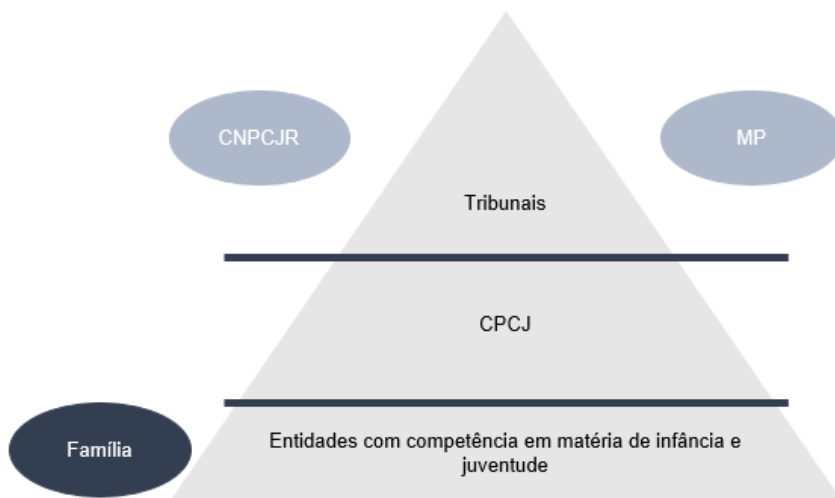 CNPCJR
MP
Tribunais
CPCJ
Família
Entidades com competência em matéria de infância e
juventude